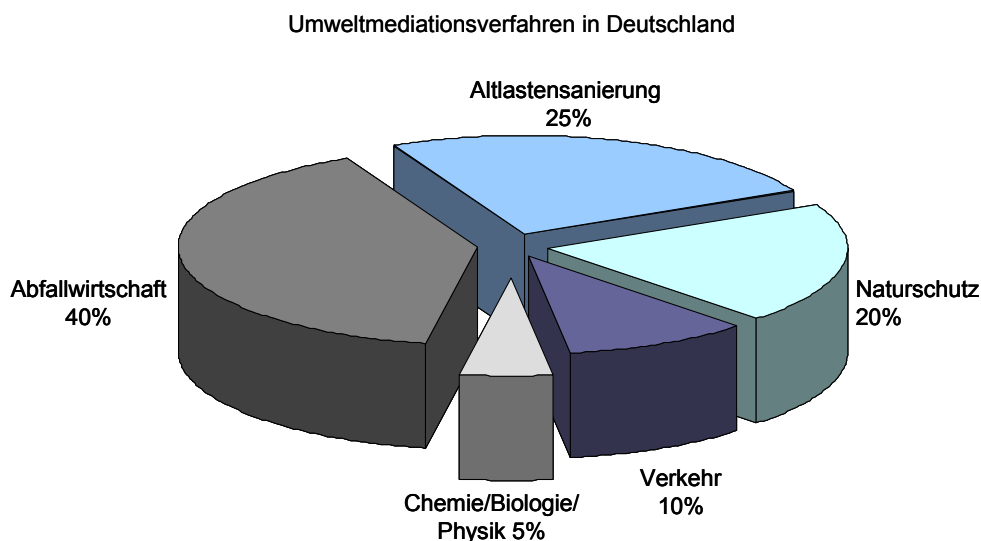 Umweltmediationsverfahren in Deutschland
Altlastensanierung
25%
Abfallwirtschaft
40%
Naturschutz
20%
Verkehr
10%
Chemie/Biologie/
Physik 5%